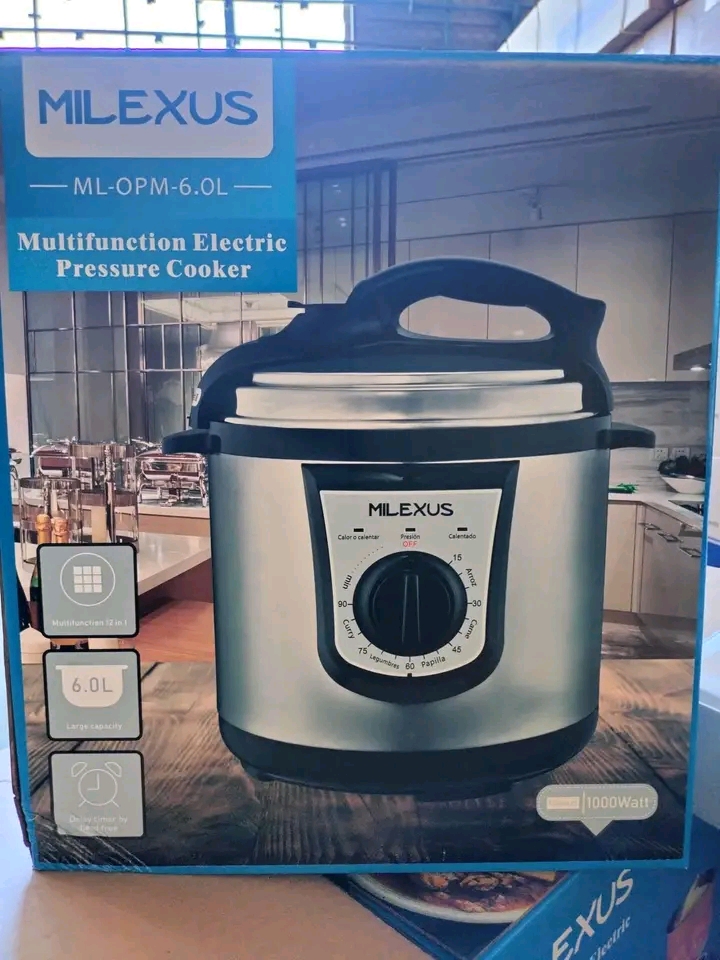 MILEXUS
ML-OPM-6.0L
Multifunction Electric
Pressure Cooker
MILEXUS
Calor o calentar
Presión
Calentado
OFF
15
Arroz
30
Carne
45
Papilla
60
Legumbres
75
Curry
90
min
Multifunction 12 in 1
6.0L
Large capacity
1000Watt
EXUS
Electric